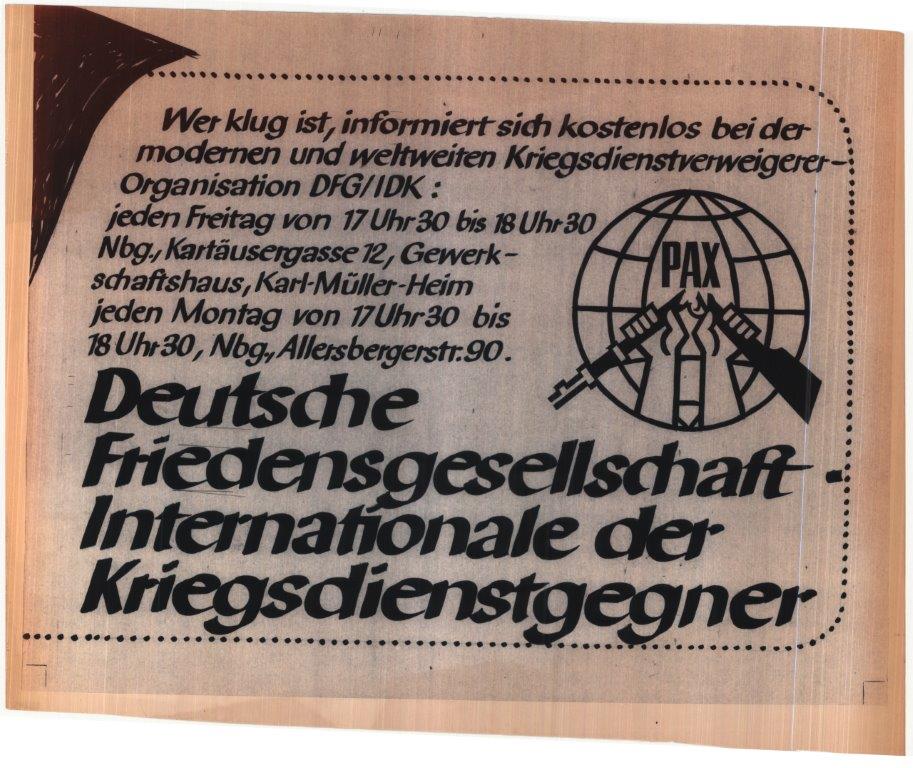 Wer klug ist, informiert sich kostenlos bei der
modernen und weltweiten Kriegsdienstverweigerer-
Organisation DFG/IDK :
jeden Freitag von 17 Uhr 30 bis 18 Uhr 30
Nbg., Kartäusergasse 12, Gewerk-
schaftshaus, Karl-Müller-Heim
jeden Montag von 17 Uhr 30 bis
18 Uhr 30, Nbg., Allersbergerstr. 90.
PAX
Deutsche
Friedensgesellschaft -
Internationale der
Kriegsdienstgegner